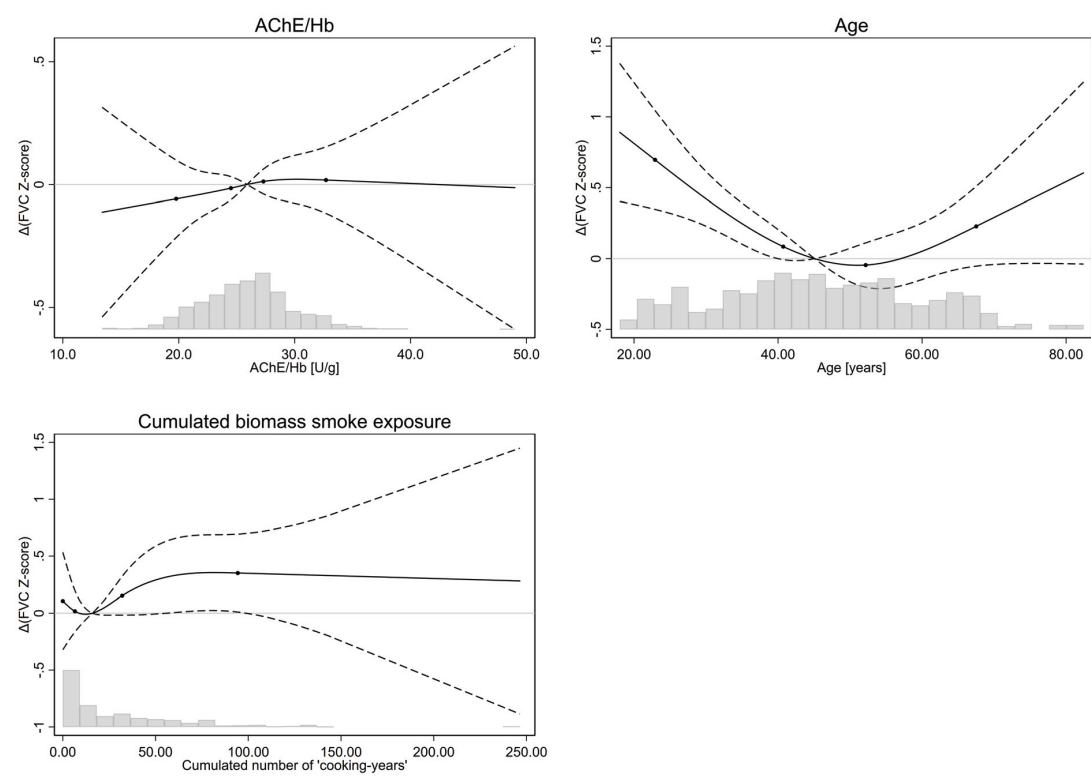 AChE/Hb
Δ(FVC Z-score)
.5
0
-.5
10.0 20.0 30.0 40.0 50.0
AChE/Hb [U/g]
Age
Δ(FVC Z-score)
1.5
1
.5
0
-.5
20.00 40.00 60.00 80.00
Age [years]
Cumulated biomass smoke exposure
Δ(FVC Z-score)
1.5
1
.5
0
-.5
-1
0.00 50.00 100.00 150.00 200.00 250.00
Cumulated number of 'cooking-years'